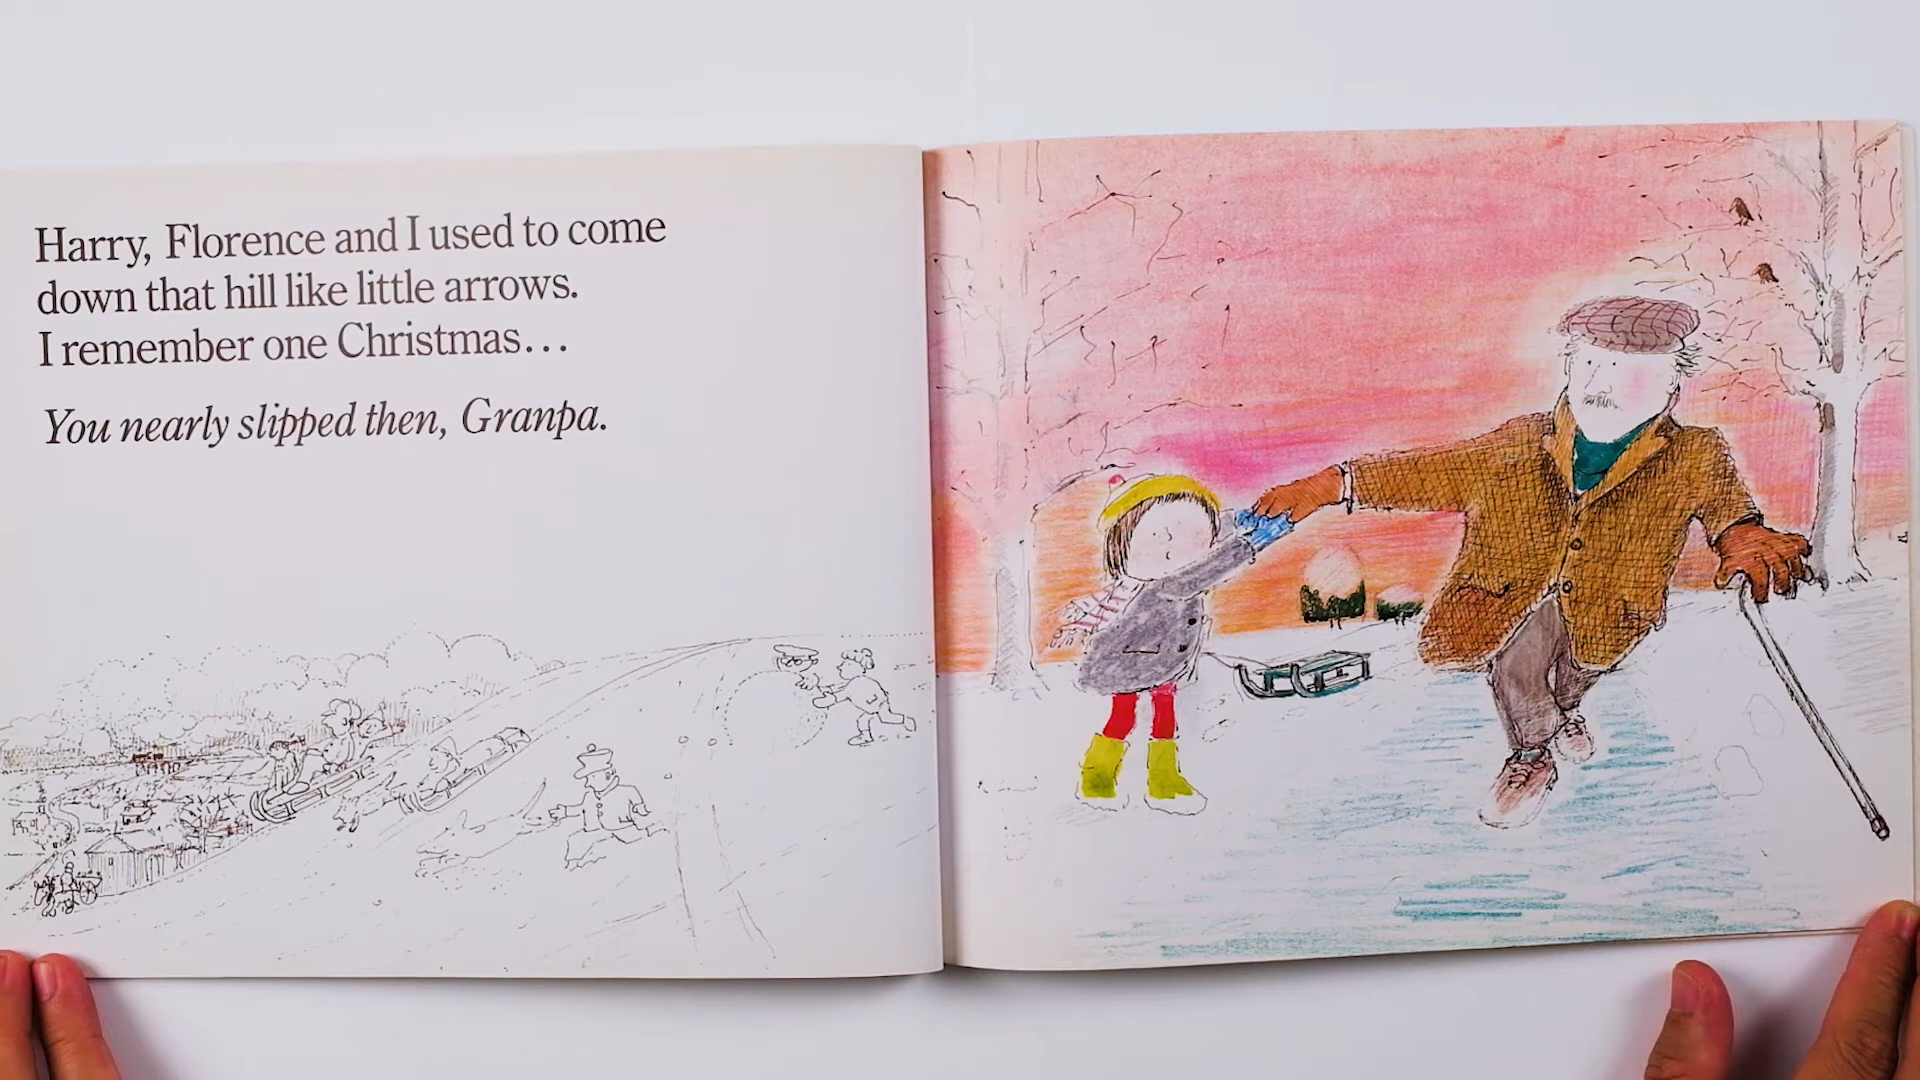 Harry, Florence and I used to come
down that hill like little arrows.
I remember one Christmas...
You nearly slipped then, Granpa.